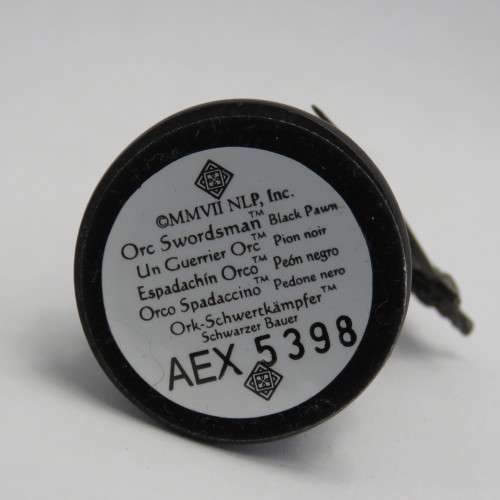 ©MMVII NLP, Inc.
Orc Swordsman™ Black Pawn
Un Guerrier Orc™ Pion noir
Espadachín Orco™ Peón negro
Orco Spadaccino™ Pedone nero
Ork-Schwertkämpfer™
Schwarzer Bauer
AEX 5398